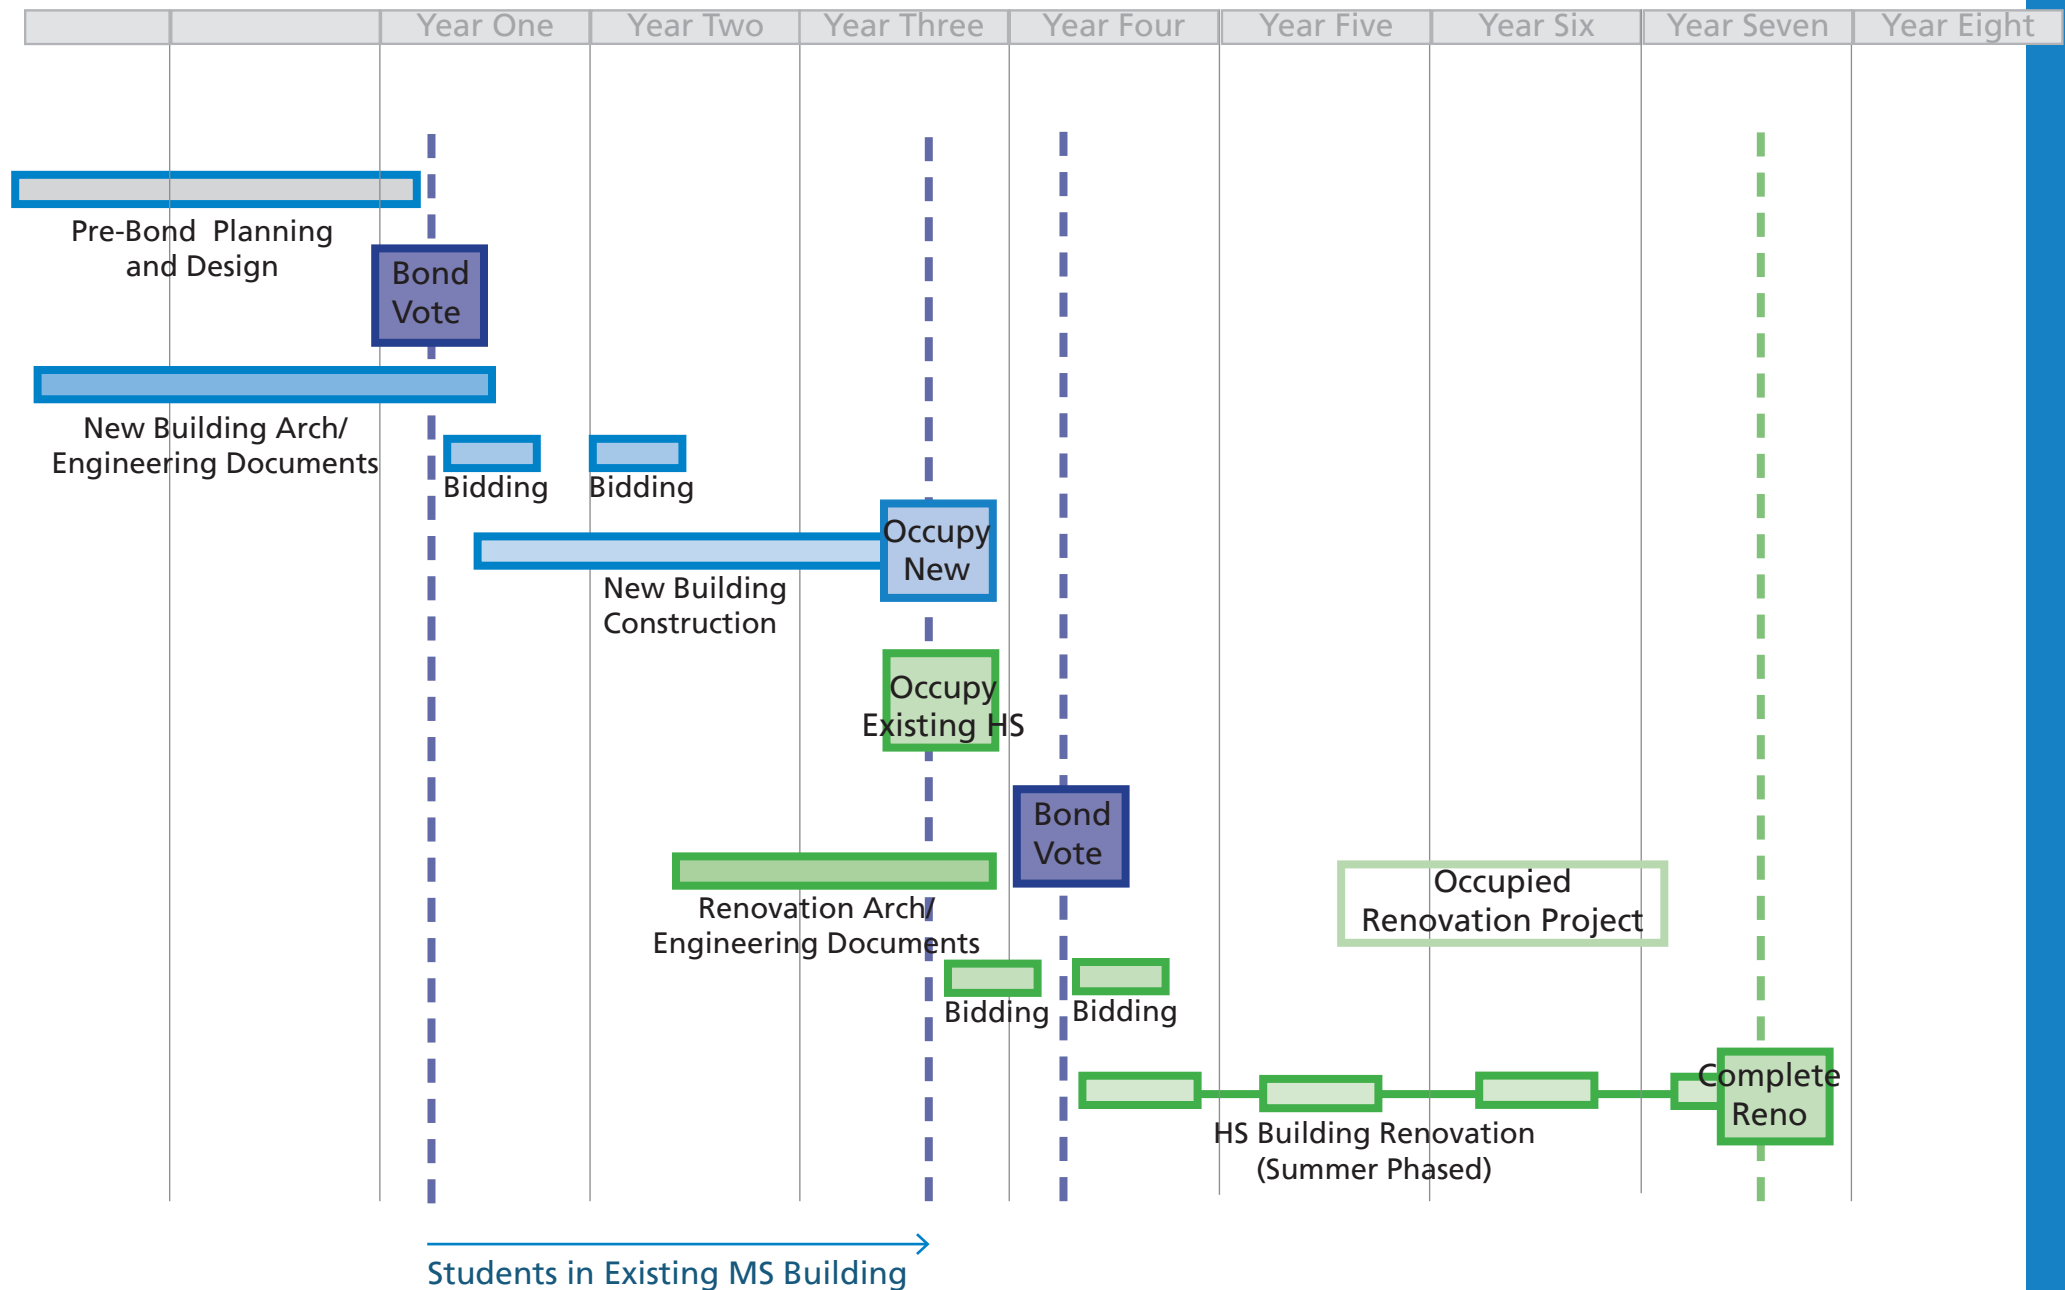 Year One
Year Two
Year Three
Year Four
Year Five
Year Six
Year Seven
Year Eight
Pre-Bond Planning
and Design
Bond
Vote
New Building Arch/
Engineering Documents
Bidding
Bidding
Occupy
New
New Building
Construction
Occupy
Existing HS
Bond
Vote
Renovation Arch/
Engineering Documents
Occupied
Renovation Project
Bidding
Bidding
Complete
Reno
HS Building Renovation
(Summer Phased)
Students in Existing MS Building